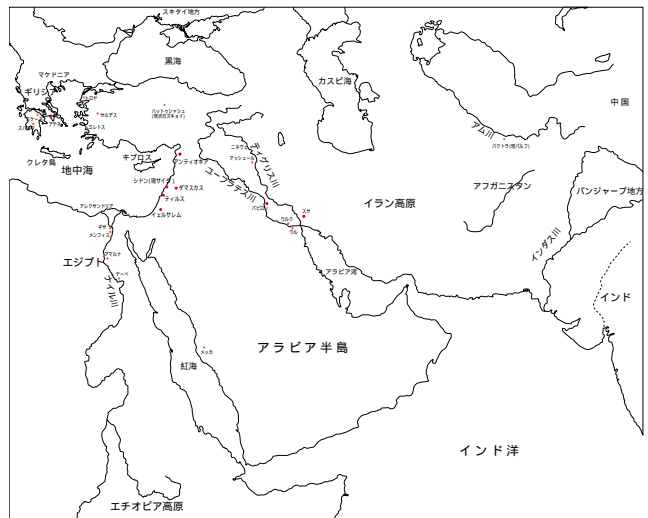 スキタイ地方
黒海
マケドニア
ギリシア
トロヤ
サルデス
ハットゥシャシュ
(現ボガズキョイ)
アテネ
ミレトス
カスピ海
中国
アム川
バクトラ(現バルフ)
クレタ島
地中海
キプロス
アンティオキア
ニネヴェ
アッシュール
ティグリス川
ユーフラテス川
シドン(現サイダ)
ダマスカス
ティルス
イェルサレム
アレクサンドリア
バビロン
スサ
ウルク
ウル
イラン高原
アフガニスタン
パンジャーブ地方
インダス川
インド
ギザ
メンフィス
エジプト
アマルナ
テーベ
ナイル川
アラビア湾
アラビア半島
メッカ
紅海
インド洋
エチオピア高原